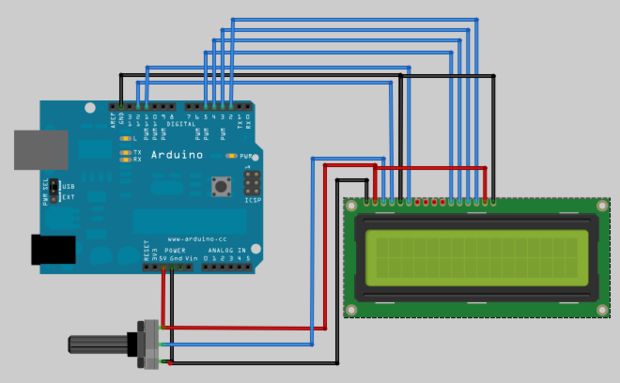 AREF
GND
13
12
PWM 11
PWM 10
PWM 9
8
7
PWM 6
PWM 5
4
PWM 3
2
TX 1
RX 0
DIGITAL
L
TX
RX
Arduino
PWR
ICSP
1
PWR SEL
USB
EXT
www.arduino.cc
POWER
ANALOG IN
RESET
3V3
5V Gnd Vin
0 1 2 3 4 5